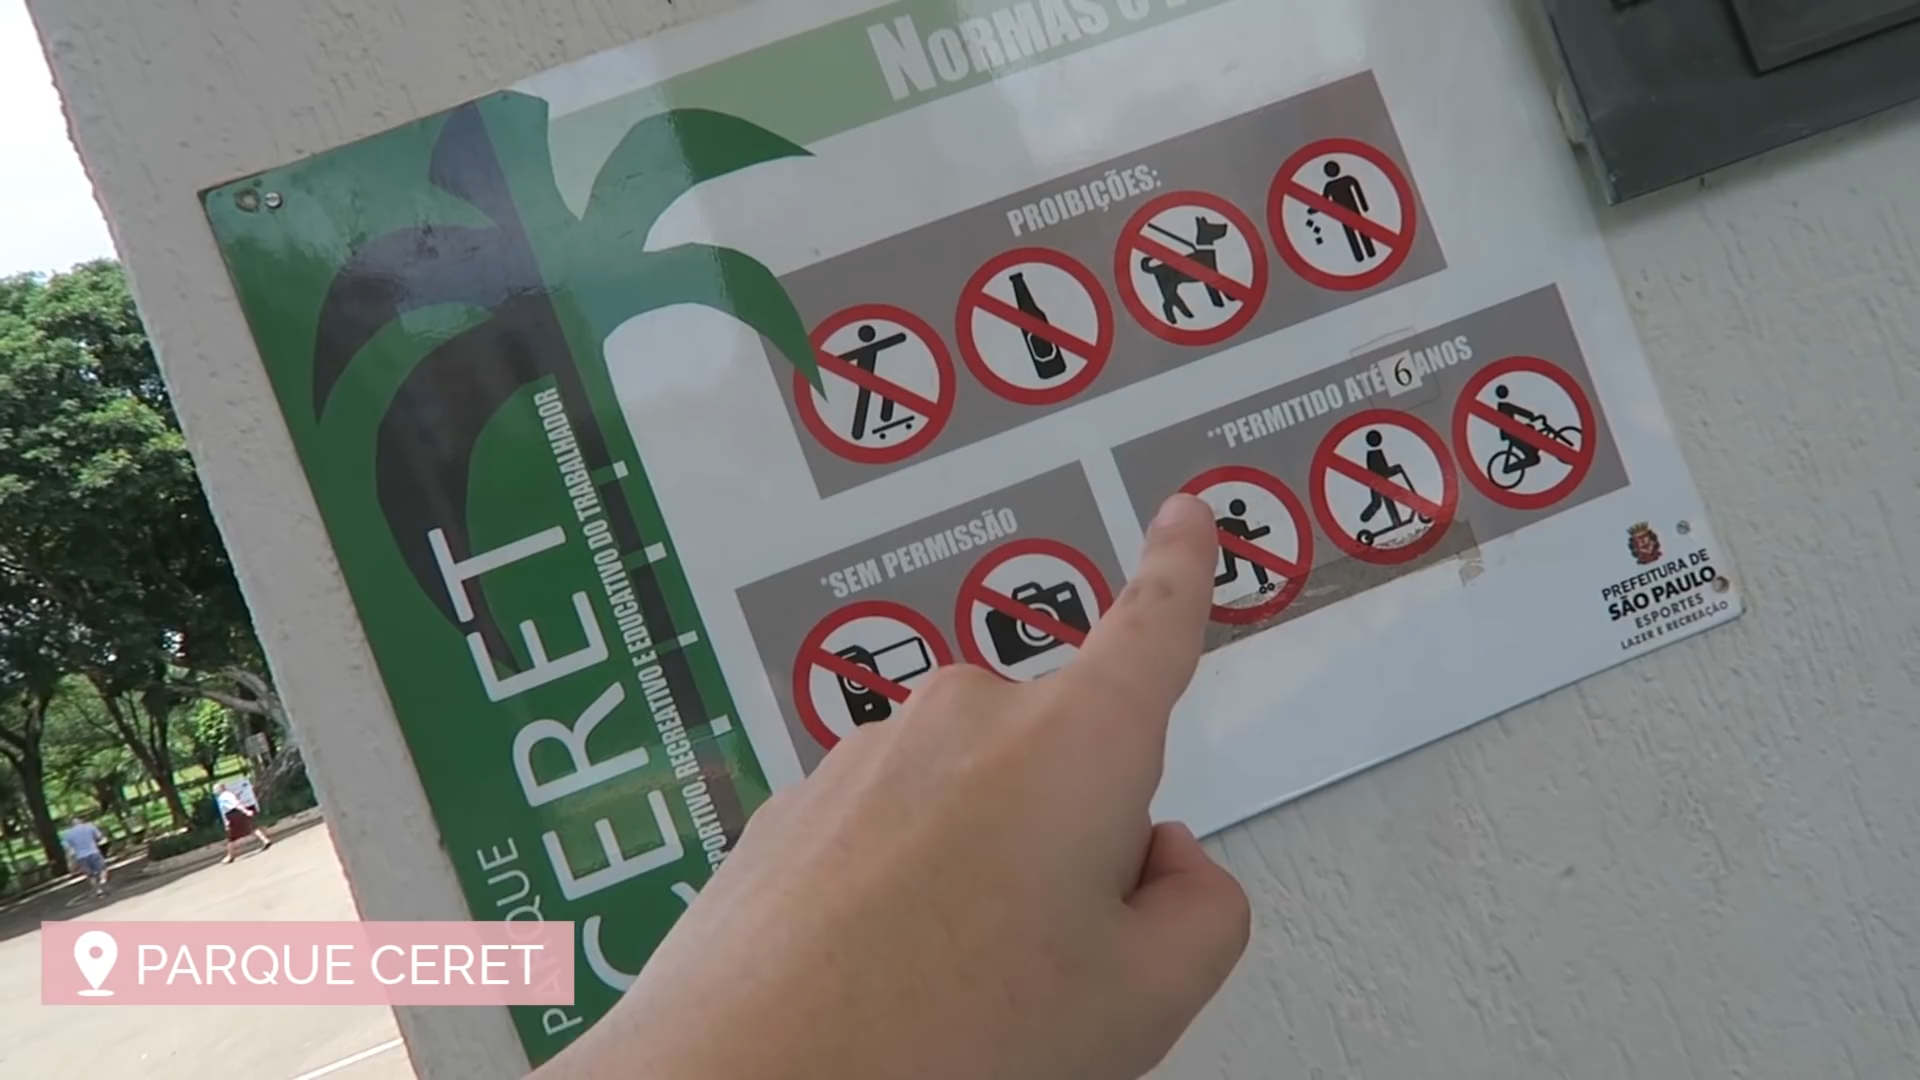 NORMAS
PROIBIÇÕES:
**PERMITIDO ATÉ 6 ANOS
*SEM PERMISSÃO
PARQUE
CERET
ESPORTIVO, RECREATIVO E EDUCATIVO DO TRABALHADOR
PREFEITURA DE
SÃO PAULO
ESPORTES
LAZER E RECREAÇÃO
PARQUE CERET